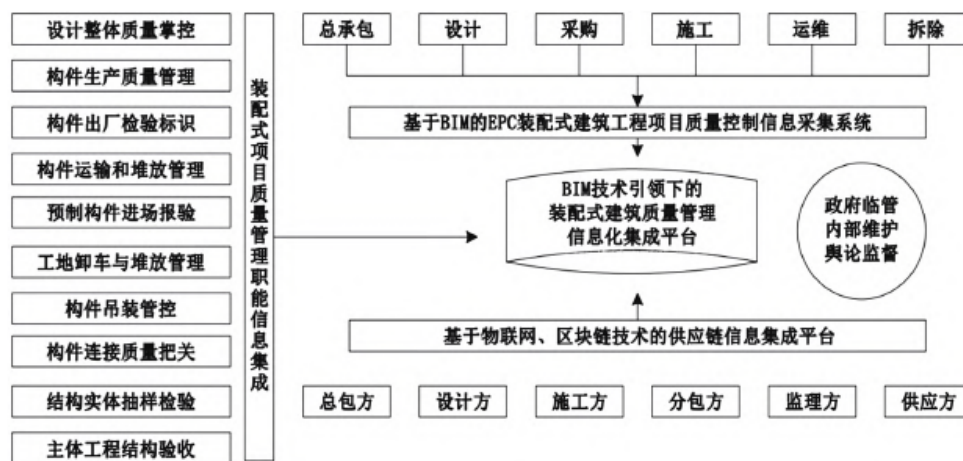 设计整体质量掌控
构件生产质量管理
构件出厂检验标识
构件运输和堆放管理
预制构件进场报验
工地卸车与堆放管理
构件吊装管控
构件连接质量把关
结构实体抽样检验
主体工程结构验收
装配式项目质量管理职能信息集成
总承包
设计
采购
施工
运维
拆除
基于BIM的EPC装配式建筑工程项目质量控制信息采集系统
BIM技术引领下的
装配式建筑质量管理
信息化集成平台
政府临管
内部维护
舆论监督
基于物联网、区块链技术的供应链信息集成平台
总包方
设计方
施工方
分包方
监理方
供应方